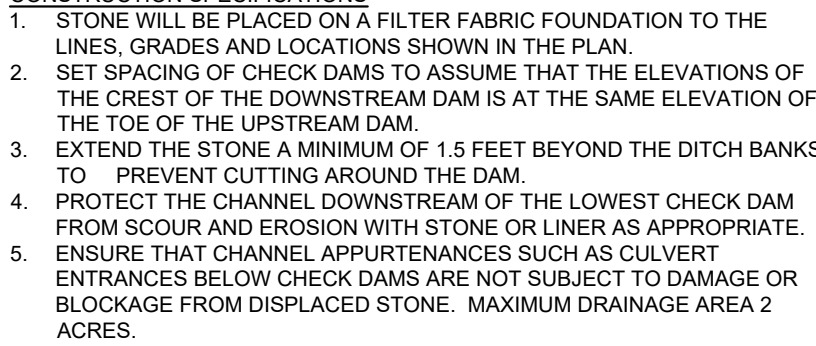 CONSTRUCTION SPECIFICATIONS
1. STONE WILL BE PLACED ON A FILTER FABRIC FOUNDATION TO THE
LINES, GRADES AND LOCATIONS SHOWN IN THE PLAN.
2. SET SPACING OF CHECK DAMS TO ASSUME THAT THE ELEVATIONS OF
THE CREST OF THE DOWNSTREAM DAM IS AT THE SAME ELEVATION OF
THE TOE OF THE UPSTREAM DAM.
3. EXTEND THE STONE A MINIMUM OF 1.5 FEET BEYOND THE DITCH BANKS
TO PREVENT CUTTING AROUND THE DAM.
4. PROTECT THE CHANNEL DOWNSTREAM OF THE LOWEST CHECK DAM
FROM SCOUR AND EROSION WITH STONE OR LINER AS APPROPRIATE.
5. ENSURE THAT CHANNEL APPURTENANCES SUCH AS CULVERT
ENTRANCES BELOW CHECK DAMS ARE NOT SUBJECT TO DAMAGE OR
BLOCKAGE FROM DISPLACED STONE. MAXIMUM DRAINAGE AREA 2
ACRES.